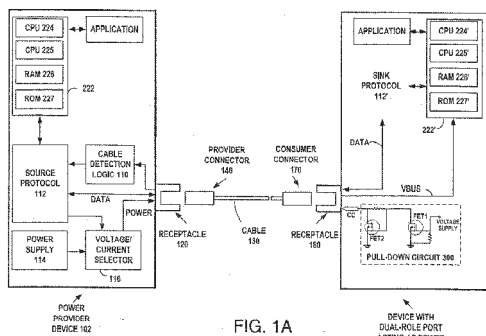 CPU 224
CPU 225
RAM 226
ROM 227
222
APPLICATION
SOURCE
PROTOCOL
112
CABLE
DETECTION
LOGIC 110
DATA
POWER
POWER
SUPPLY
114
VOLTAGE/
CURRENT
SELECTOR
116
POWER
PROVIDER
DEVICE 102
RECEPTACLE
120
PROVIDER
CONNECTOR
140
CABLE
130
CONSUMER
CONNECTOR
170
RECEPTACLE
180
APPLICATION
CPU 224'
CPU 225'
RAM 226'
ROM 227'
222'
SINK
PROTOCOL
112'
DATA
VBUS
CC
FET2
FET1
VOLTAGE
SUPPLY
PULL-DOWN CIRCUIT 300
DEVICE WITH
DUAL-ROLE PORT
FIG. 1A